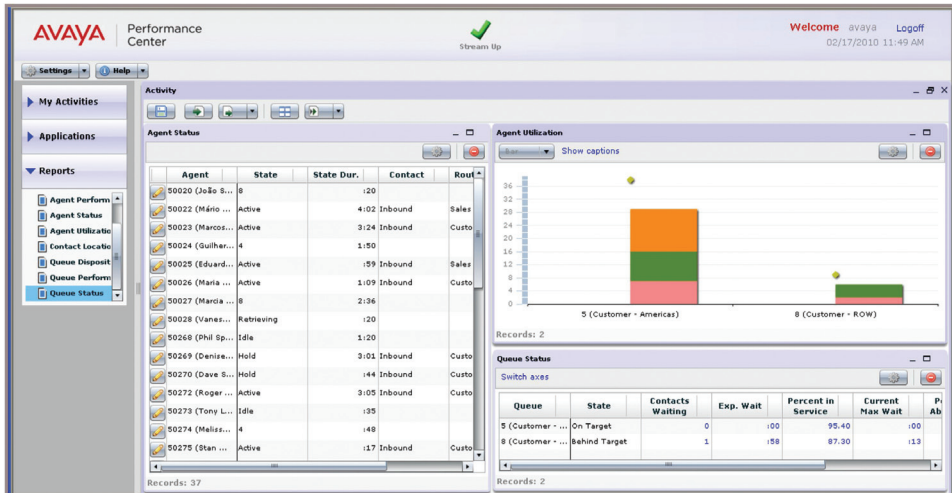 AVAYA
Performance Center
Stream Up
Welcome avaya Logoff
02/17/2010 11:49 AM
Settings Help
My Activities
Applications
Reports
Agent Perform
Agent Status
Agent Utilizatio
Contact Locatio
Queue Disposit
Queue Perform
Queue Status
Activity
Agent Status
Agent State State Dur. Contact Rout
50020 (João S... 8 :20
50022 (Mário ... Active 4:02 Inbound Sales
50023 (Marcos... Active 3:24 Inbound Custo
50024 (Guilher... 4 1:50
50025 (Eduard... Active :59 Inbound Sales
50026 (Maria ... Active 1:09 Inbound Custo
50027 (Marcia ... 8 2:36
50028 (Vanes... Retrieving :20
50268 (Phil Sp... Idle 1:20
50269 (Denise... Hold 3:01 Inbound Custo
50270 (Dave S... Hold :44 Inbound Custo
50272 (Roger ... Active 3:05 Inbound Custo
50273 (Tony L... Idle :35
50274 (Meliss... 4 :48
50275 (Stan ... Active :17 Inbound Custo
Records: 37
Agent Utilization
Bar Show captions
36
32
28
24
20
16
12
8
4
0
5 (Customer - Americas) 8 (Customer - ROW)
Records: 2
Queue Status
Switch axes
Queue State Contacts Waiting Exp. Wait Percent in Service Current Max Wait
5 (Customer - ... On Target 0 :00 95.40 :00
8 (Customer - ... Behind Target 1 :58 87.30 :13
Records: 2